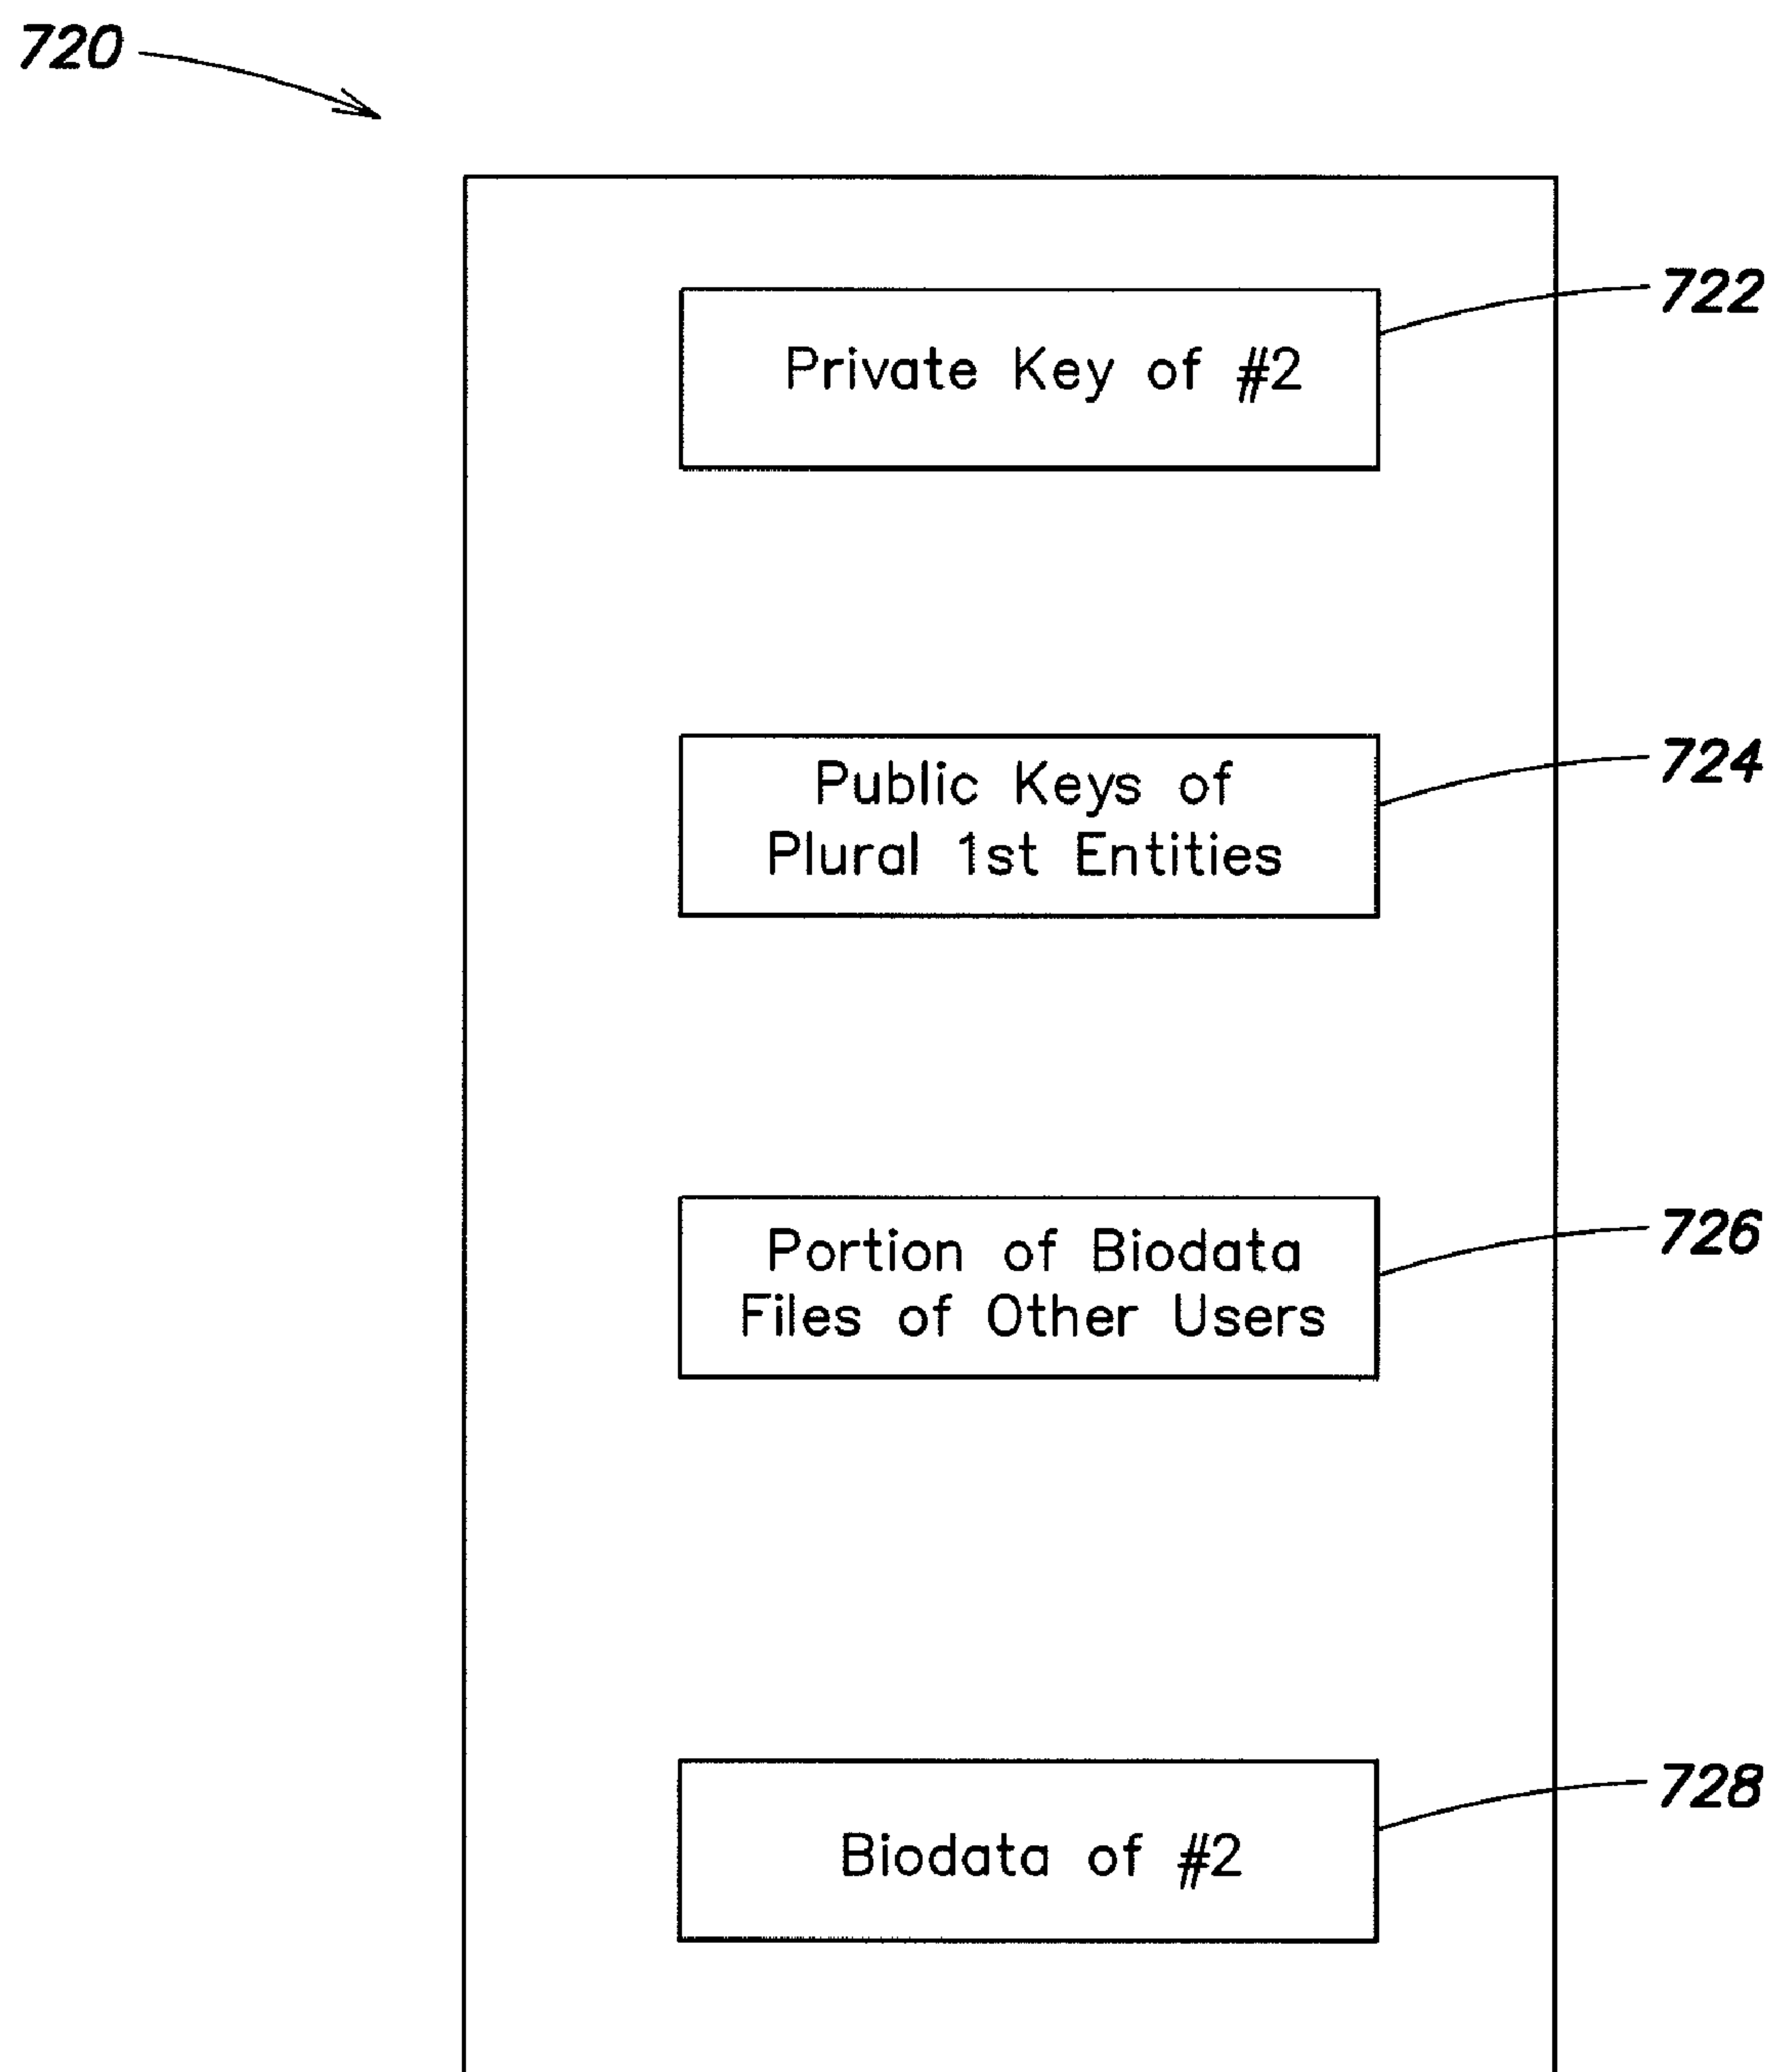 720
722
Private Key of #2
724
Public Keys of
Plural 1st Entities
726
Portion of Biodata
Files of Other Users
728
Biodata of #2